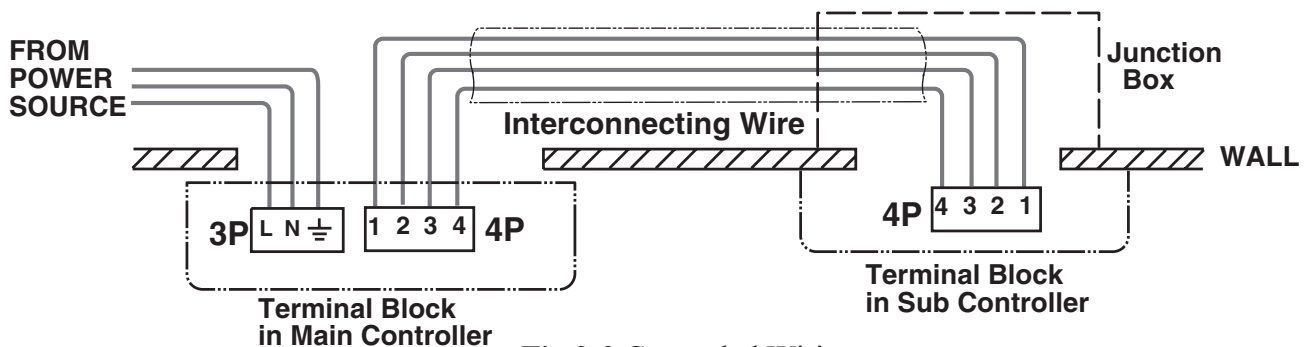 FROM
POWER
SOURCE
Junction
Box
Interconnecting Wire
WALL
3P L N 1 2 3 4 4P
4P 4 3 2 1
Terminal Block
in Main Controller
Terminal Block
in Sub Controller